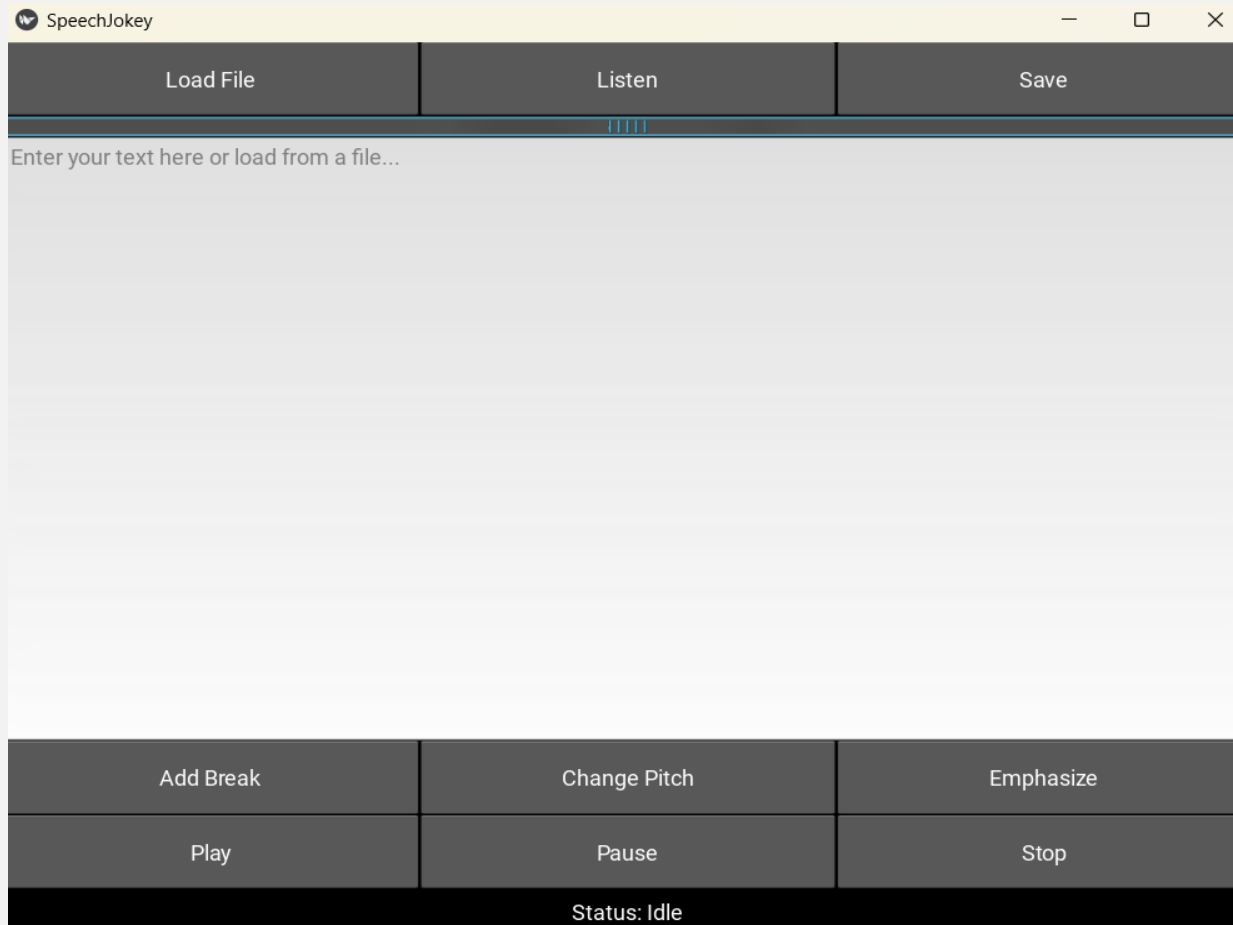 SpeechJokey
Load File Listen Save
Enter your text here or load from a file...
Add Break Change Pitch Emphasize
Play Pause Stop
Status: Idle